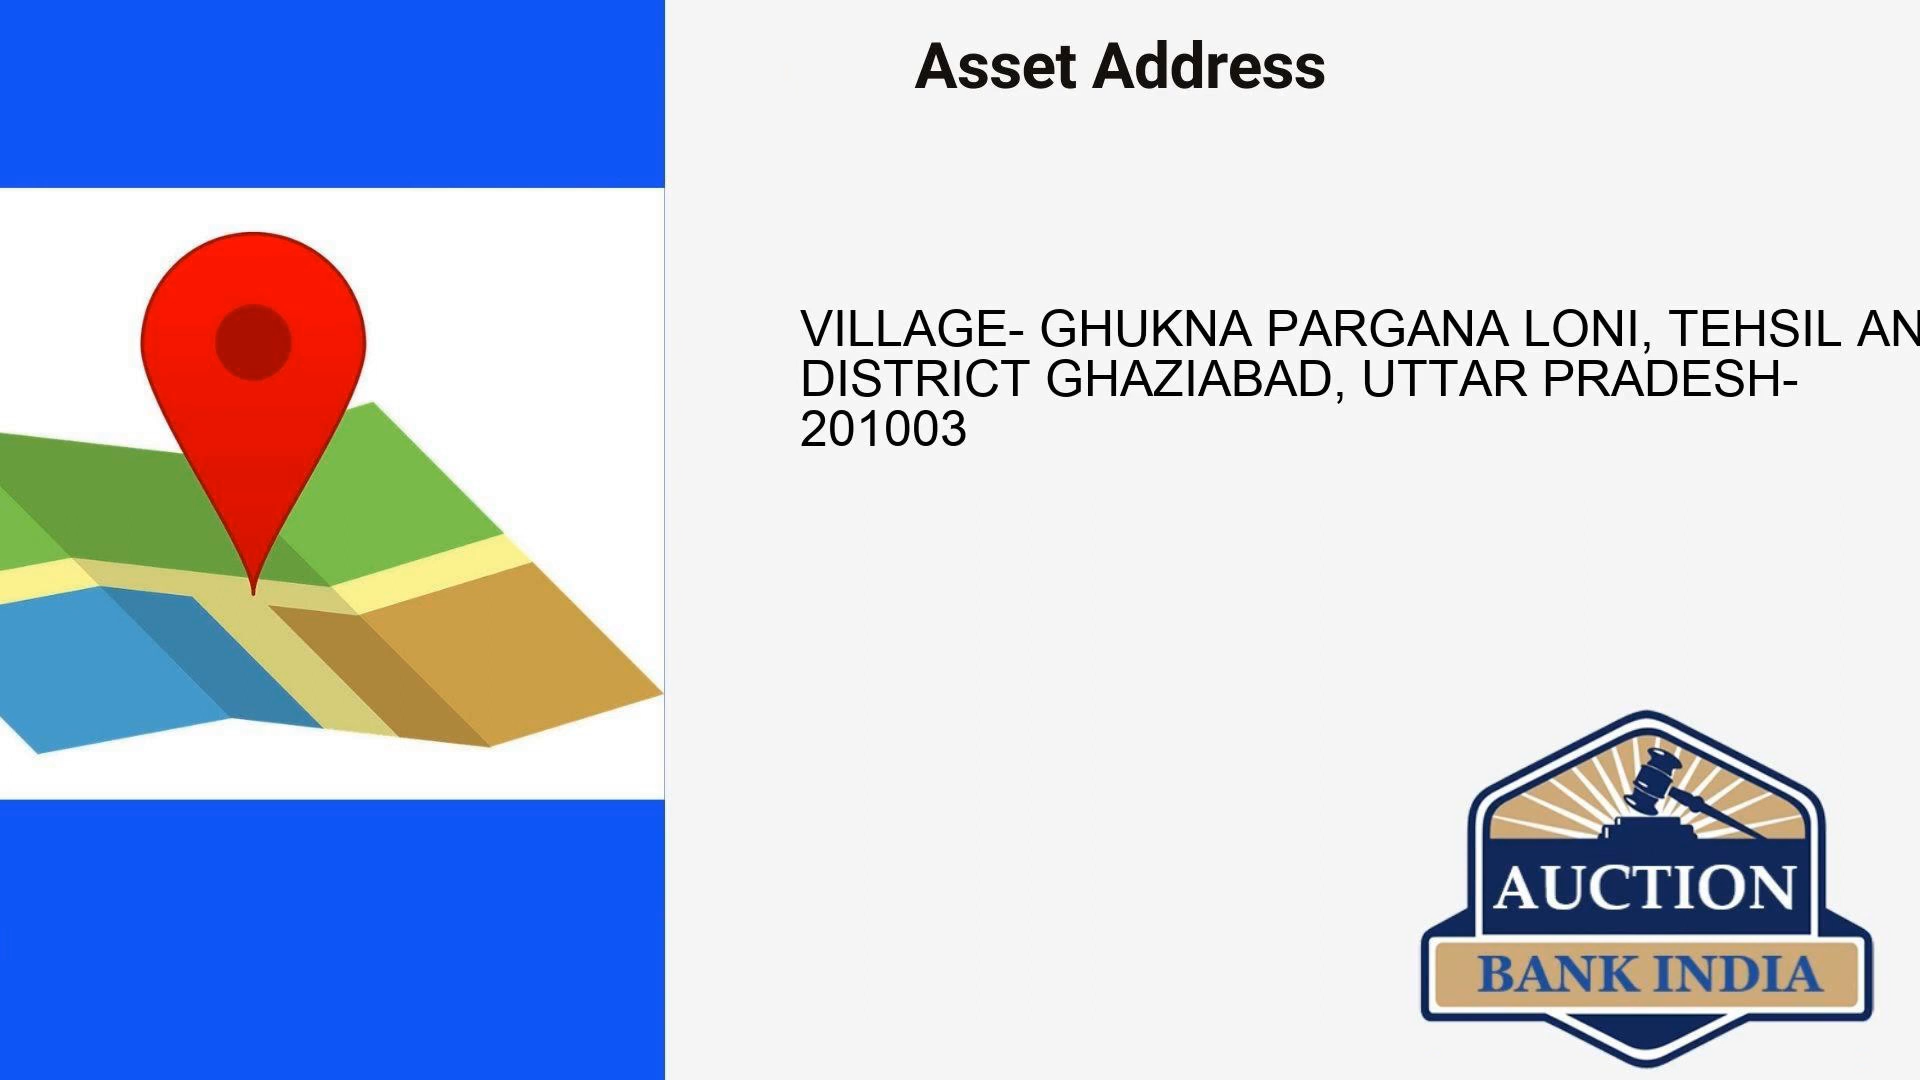 Asset Address
VILLAGE- GHUKNA PARGANA LONI, TEHSIL AN
DISTRICT GHAZIABAD, UTTAR PRADESH-
201003
AUCTION
BANK INDIA